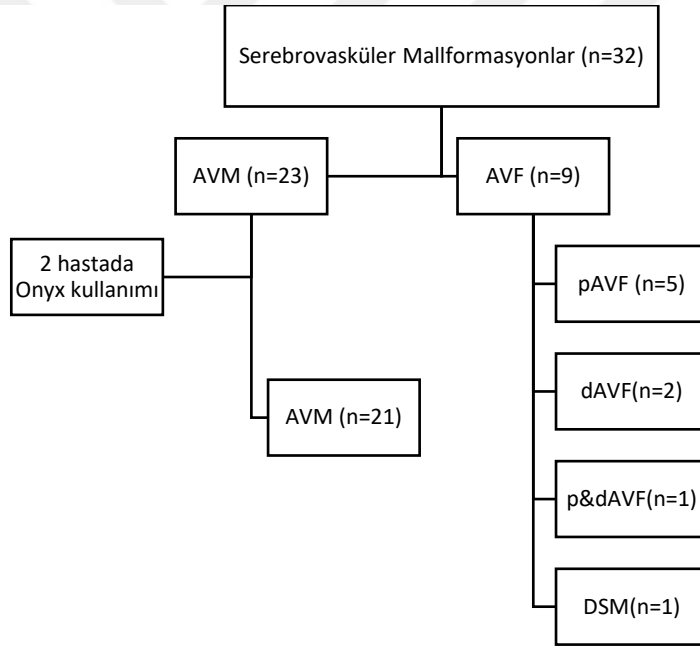 Serebrovasküler Mallformasyonlar (n=32)
AVM (n=23)
AVF (n=9)
2 hastada
Onyx kullanımı
AVM (n=21)
pAVF (n=5)
dAVF(n=2)
p&dAVF(n=1)
DSM(n=1)